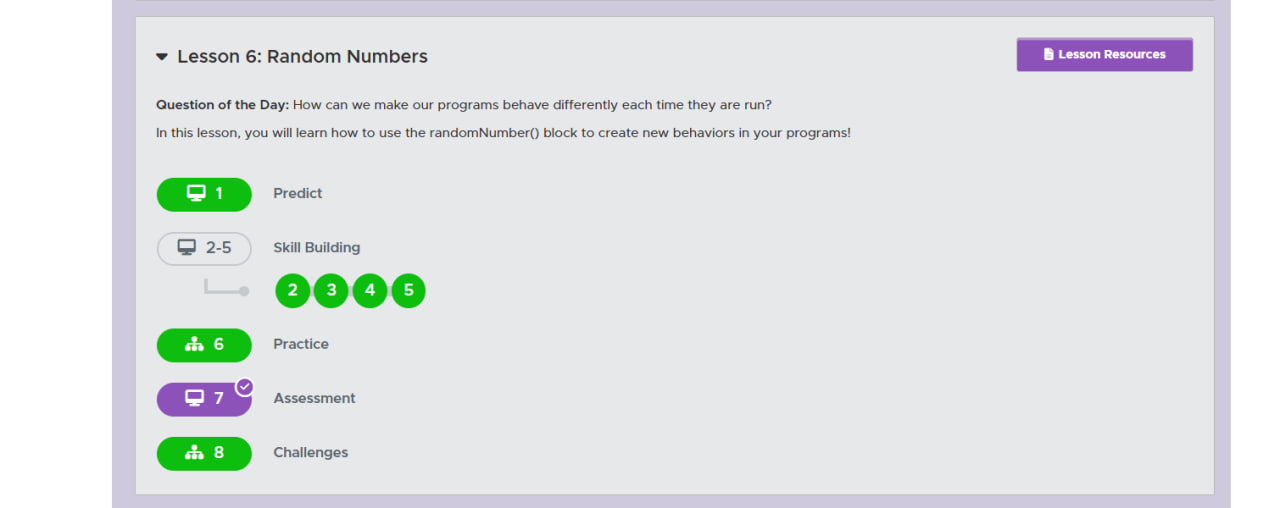 Lesson 6: Random Numbers
Lesson Resources
Question of the Day: How can we make our programs behave differently each time they are run?
In this lesson, you will learn how to use the randomNumber() block to create new behaviors in your programs!
1 Predict
2-5 Skill Building
2 3 4 5
6 Practice
7 Assessment
8 Challenges